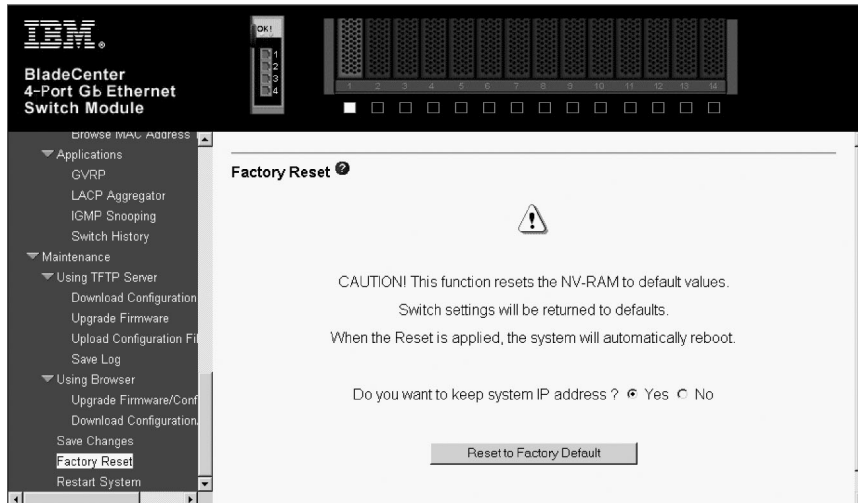 IBM®
BladeCenter
4-Port Gb Ethernet
Switch Module
OK!
1
2
3
4
1 2 3 4 5 6 7 8 9 10 11 12 13 14
Browse MAC Address
Applications
GVRP
LACP Aggregator
IGMP Snooping
Switch History
Maintenance
Using TFTP Server
Download Configuration
Upgrade Firmware
Upload Configuration Fil
Save Log
Using Browser
Upgrade Firmware/Conf
Download Configuration
Save Changes
Factory Reset
Restart System
Factory Reset ?
CAUTION! This function resets the NV-RAM to default values.
Switch settings will be returned to defaults.
When the Reset is applied, the system will automatically reboot.
Do you want to keep system IP address ? Yes No
Reset to Factory Default